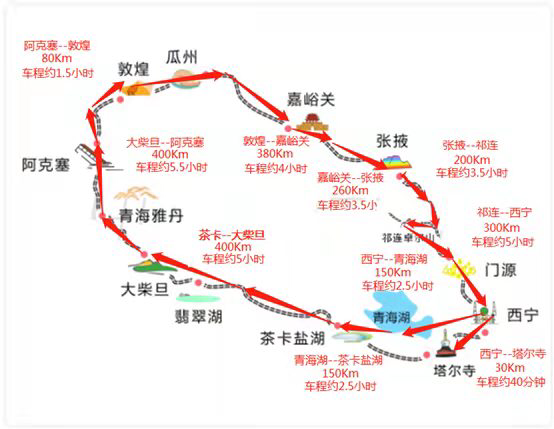 阿克塞--敦煌
80Km
车程约1.5小时
敦煌
瓜州
嘉峪关
张掖
大柴旦--阿克塞
400Km
车程约5.5小时
敦煌--嘉峪关
380Km
车程约4小时
张掖--祁连
200Km
车程约3.5小时
阿克塞
嘉峪关--张掖
260Km
车程约3.5小
青海雅丹
茶卡--大柴旦
400Km
车程约5小时
祁连--西宁
300Km
车程约5小时
祁连卓尔山
西宁--青海湖
150Km
车程约2.5小时
门源
大柴旦
翡翠湖
青海湖
西宁
茶卡盐湖
青海湖--茶卡盐湖
150Km
车程约2.5小时
塔尔寺
西宁--塔尔寺
30Km
车程约40分钟